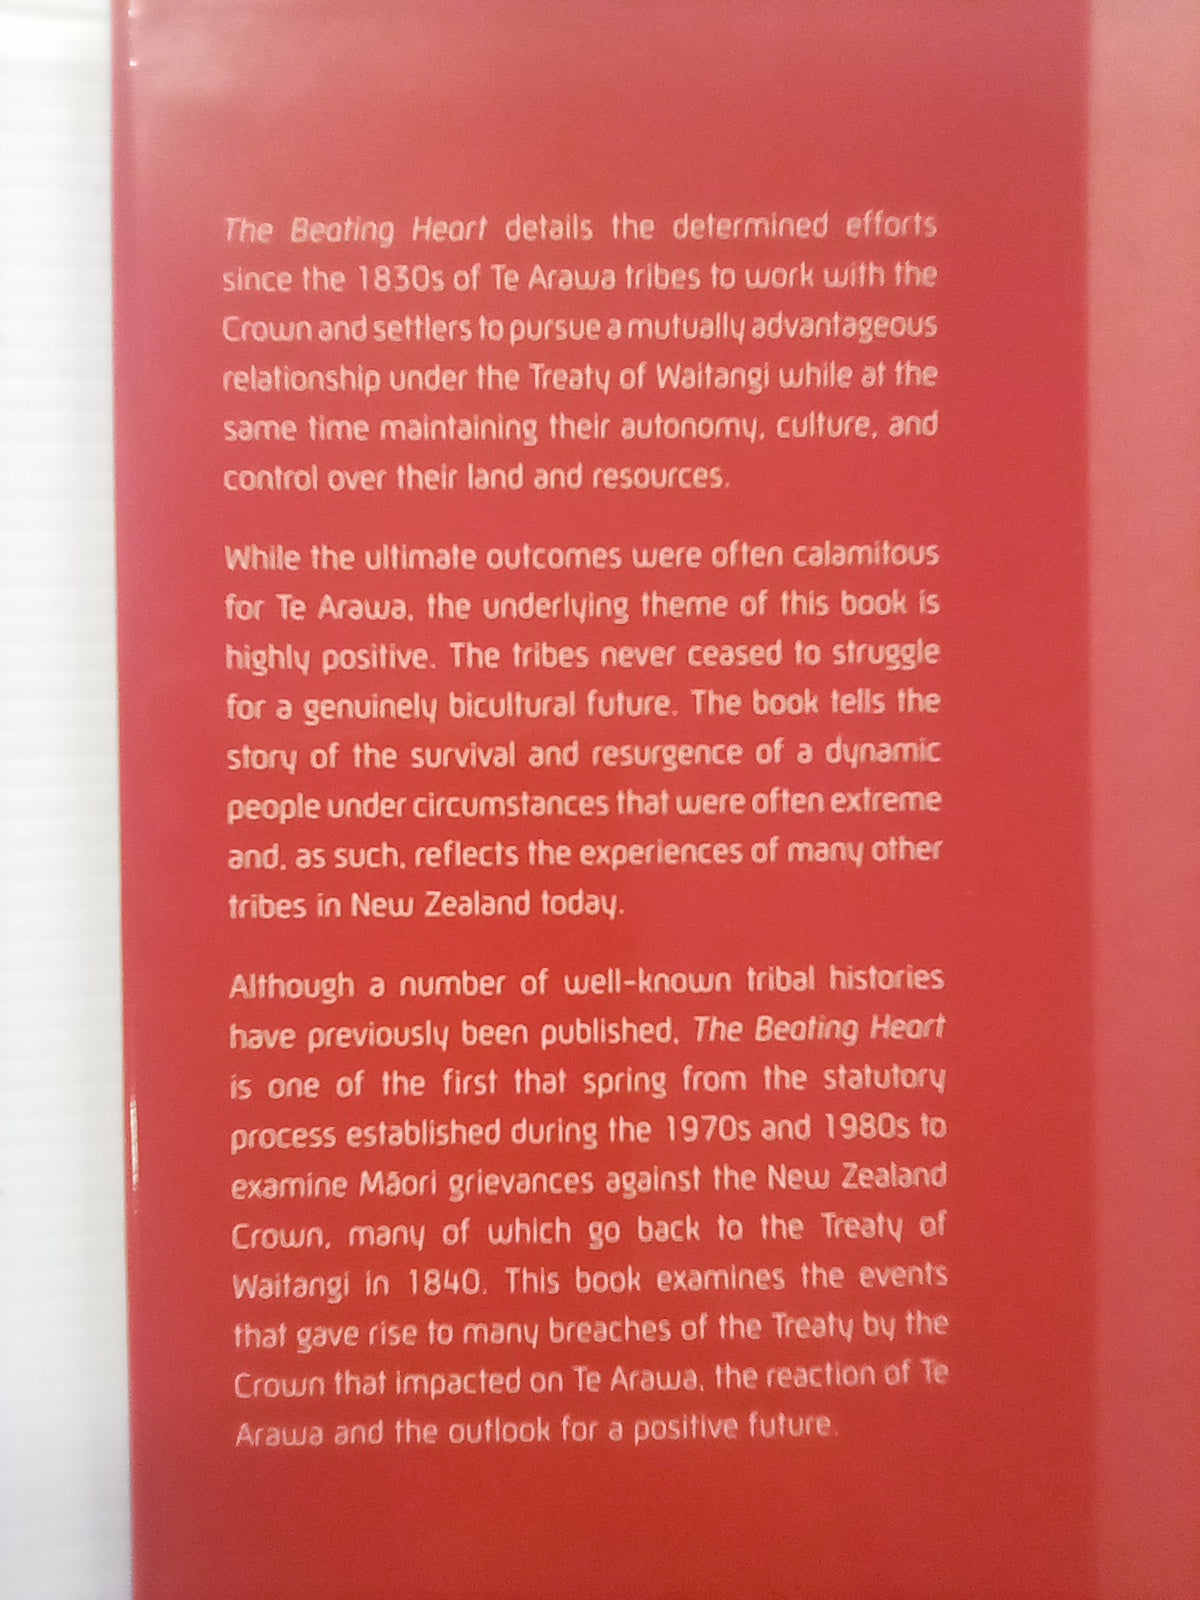 The Beating Heart details the determined efforts
since the 1830s of Te Arawa tribes to work with the
Crown and settlers to pursue a mutually advantageous
relationship under the Treaty of Waitangi while at the
same time maintaining their autonomy, culture, and
control over their land and resources.
While the ultimate outcomes were often calamitous
for Te Arawa, the underlying theme of this book is
highly positive. The tribes never ceased to struggle
for a genuinely bicultural future. The book tells the
story of the survival and resurgence of a dynamic
people under circumstances that were often extreme
and, as such, reflects the experiences of many other
tribes in New Zealand today.
Although a number of well-known tribal histories
have previously been published, The Beating Heart
is one of the first that spring from the statutory
process established during the 1970s and 1980s to
examine Māori grievances against the New Zealand
Crown, many of which go back to the Treaty of
Waitangi in 1840. This book examines the events
that gave rise to many breaches of the Treaty by the
Crown that impacted on Te Arawa, the reaction of Te
Arawa and the outlook for a positive future.